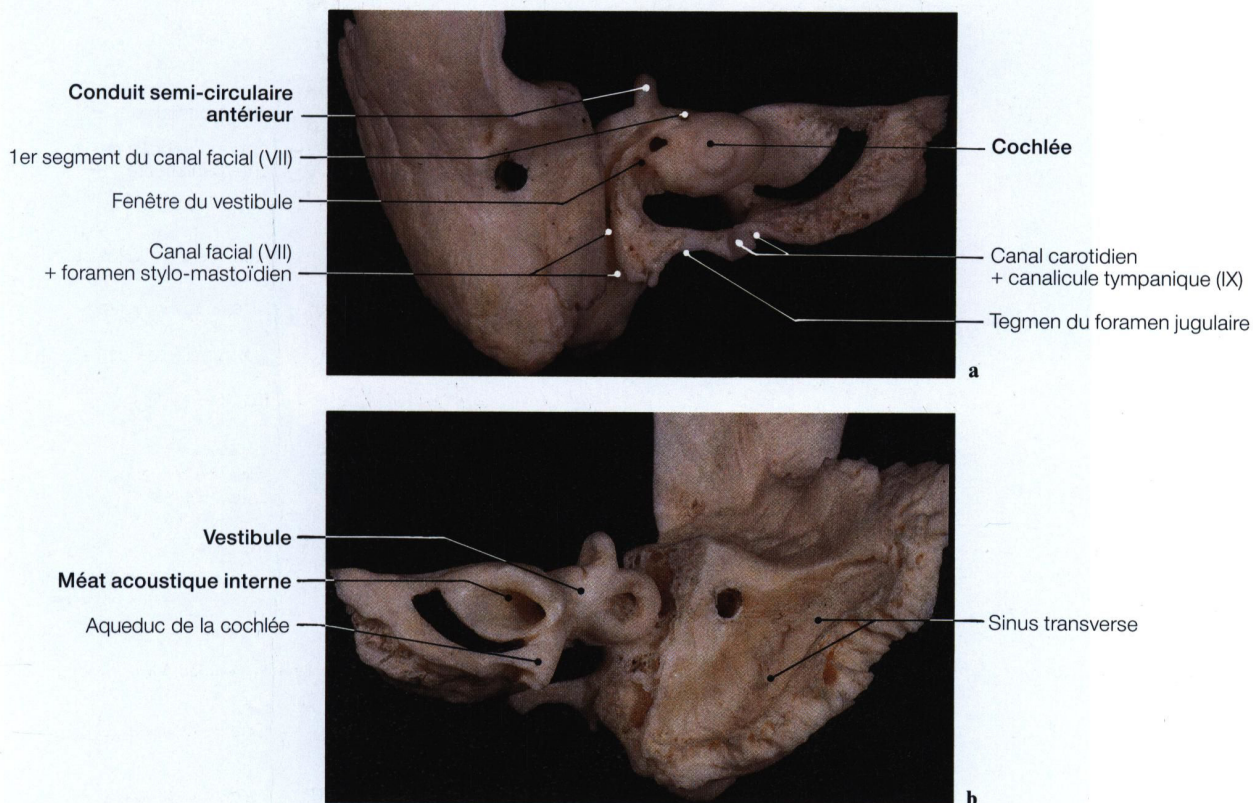 Conduit semi-circulaire
antérieur
1er segment du canal facial (VII)
Fenêtre du vestibule
Canal facial (VII)
+ foramen stylo-mastoïdien
Cochlée
Canal carotidien
+ canalicule tympanique (IX)
Tegmen du foramen jugulaire
a
Vestibule
Méat acoustique interne
Aqueduc de la cochlée
Sinus transverse
b